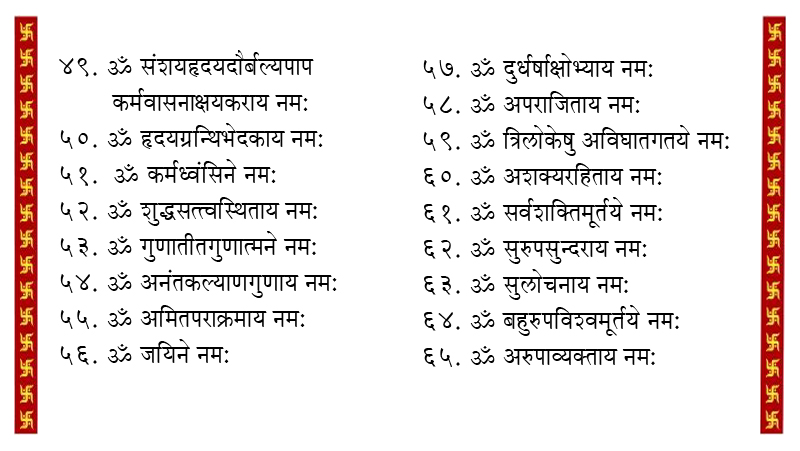 ४९. ॐ संशयहृदयदौर्बल्यपाप
कर्मवासनाक्षयकराय नमः
५०. ॐ हृदयग्रन्थिभेदकाय नमः
५१. ॐ कर्मध्वंसिने नमः
५२. ॐ शुद्धसत्त्वस्थिताय नमः
५३. ॐ गुणातीतगुणात्मने नमः
५४. ॐ अनंतकल्याणगुणाय नमः
५५. ॐ अमितपराक्रमाय नमः
५६. ॐ जयिने नमः
५७. ॐ दुर्धर्षाक्षोभ्याय नमः
५८. ॐ अपराजिताय नमः
५९. ॐ त्रिलोकेषु अविघातगतये नमः
६०. ॐ अशक्यरहिताय नमः
६१. ॐ सर्वशक्तिमूर्तये नमः
६२. ॐ सुरुपसुन्दराय नमः
६३. ॐ सुलोचनाय नमः
६४. ॐ बहुरुपविश्वमूर्तये नमः
६५. ॐ अरुपाव्यक्ताय नमः